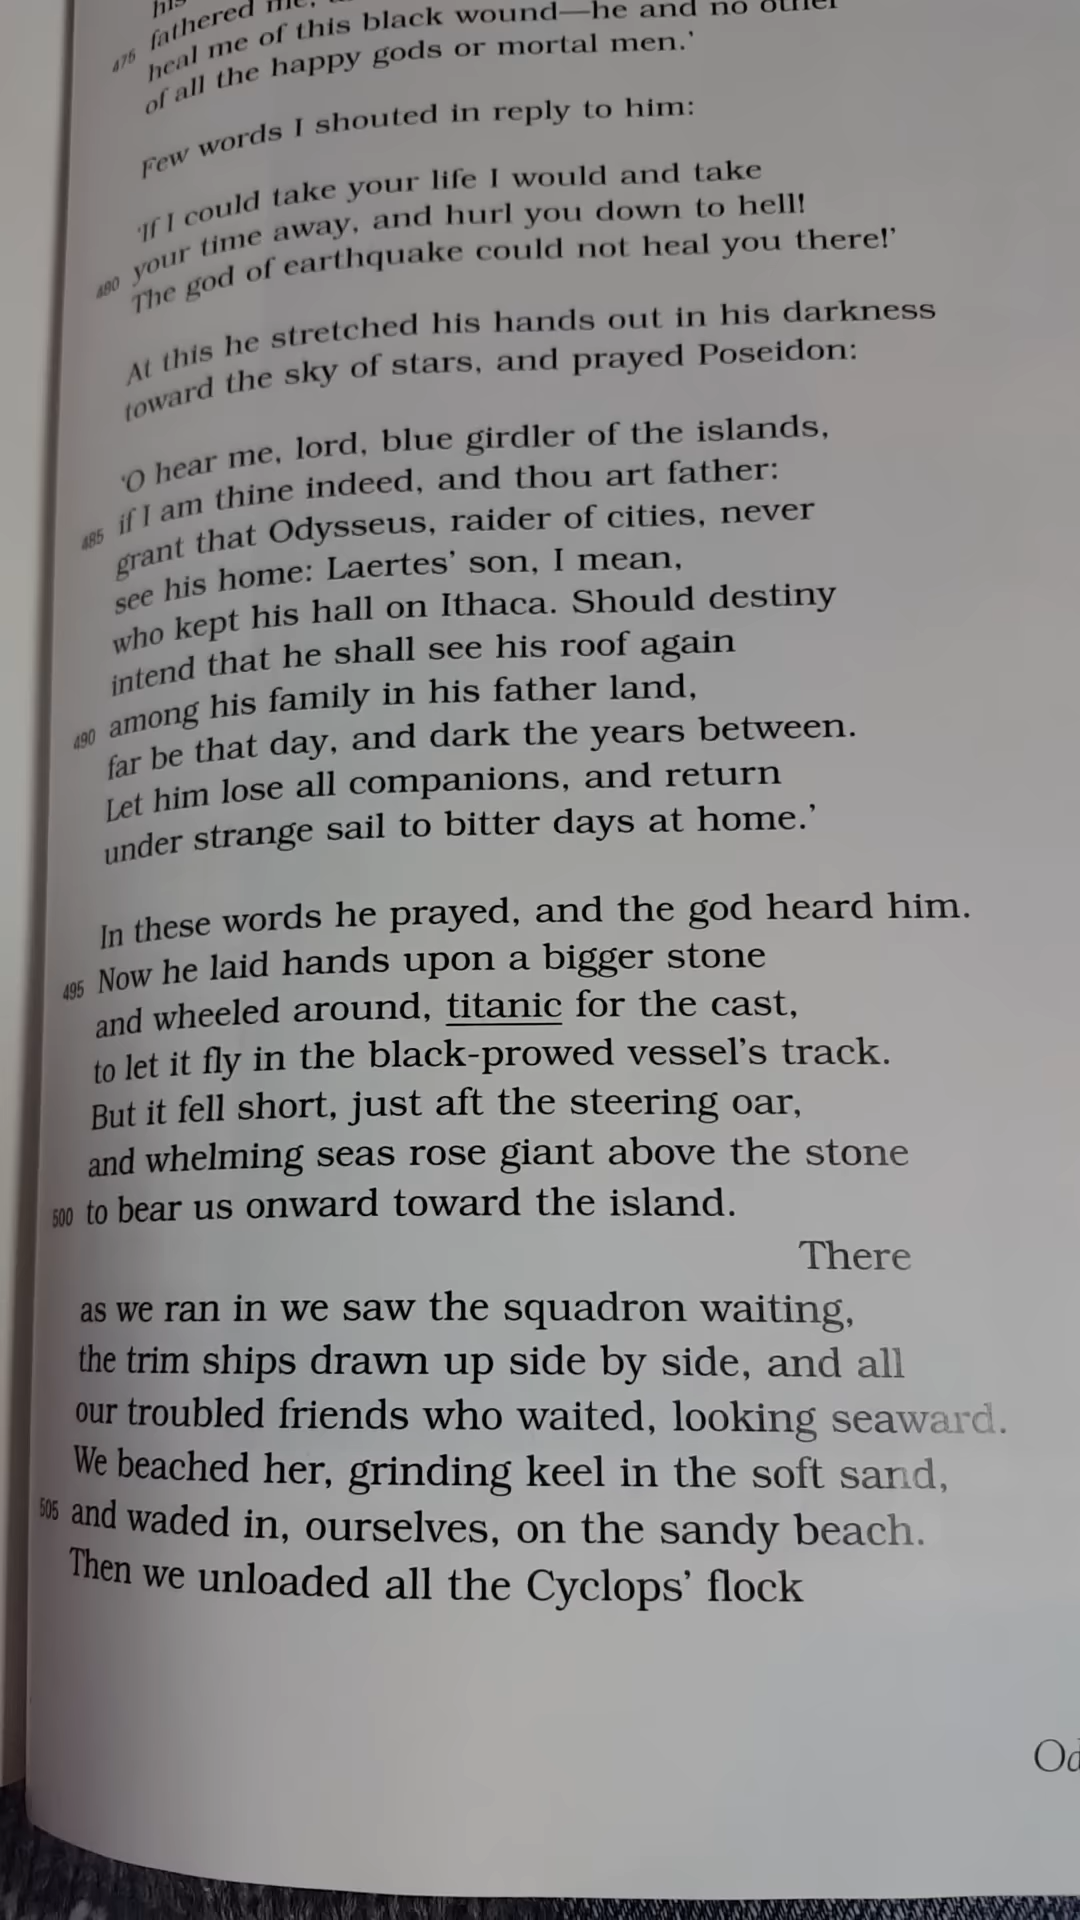 his
fathered me,
475 heal me of this black wound—he and no other
of all the happy gods or mortal men.’
Few words I shouted in reply to him:
‘If I could take your life I would and take
your time away, and hurl you down to hell!
480 The god of earthquake could not heal you there!’
At this he stretched his hands out in his darkness
toward the sky of stars, and prayed Poseidon:
‘O hear me, lord, blue girdler of the islands,
485 if I am thine indeed, and thou art father:
grant that Odysseus, raider of cities, never
see his home: Laertes’ son, I mean,
who kept his hall on Ithaca. Should destiny
intend that he shall see his roof again
490 among his family in his father land,
far be that day, and dark the years between.
Let him lose all companions, and return
under strange sail to bitter days at home.’
In these words he prayed, and the god heard him.
495 Now he laid hands upon a bigger stone
and wheeled around, titanic for the cast,
to let it fly in the black-prowed vessel’s track.
But it fell short, just aft the steering oar,
and whelming seas rose giant above the stone
500 to bear us onward toward the island.
There
as we ran in we saw the squadron waiting,
the trim ships drawn up side by side, and all
our troubled friends who waited, looking seaward.
We beached her, grinding keel in the soft sand,
505 and waded in, ourselves, on the sandy beach.
Then we unloaded all the Cyclops’ flock
Od